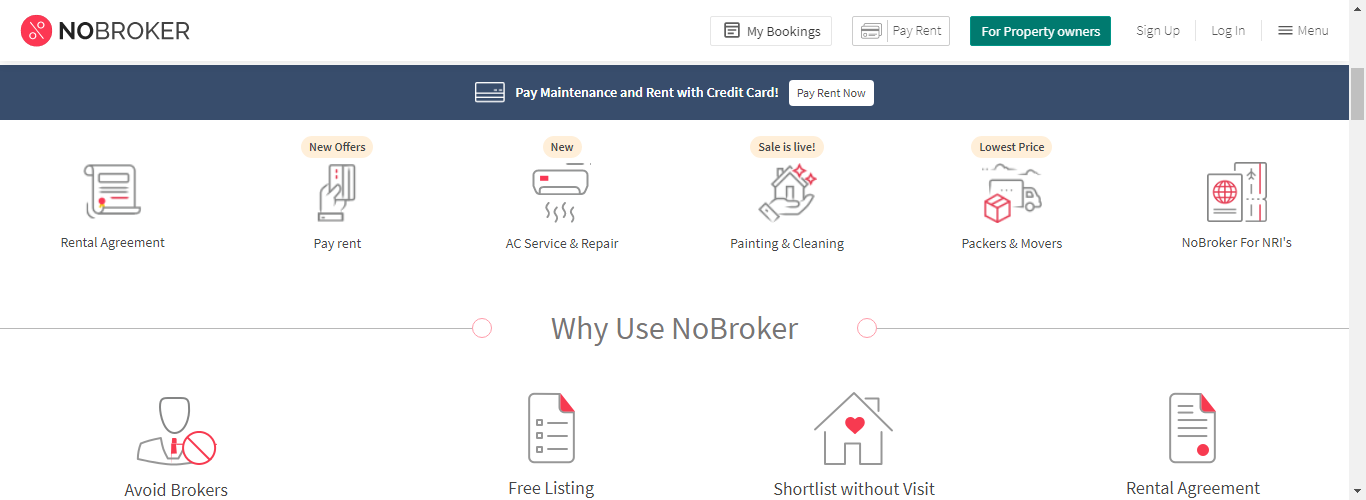 NOBROKER
My Bookings
Pay Rent
For Property owners
Sign Up
Log In
Menu
Pay Maintenance and Rent with Credit Card!
Pay Rent Now
New Offers
New
Sale is live!
Lowest Price
Rental Agreement
Pay rent
AC Service & Repair
Painting & Cleaning
Packers & Movers
NoBroker For NRI's
Why Use NoBroker
Avoid Brokers
Free Listing
Shortlist without Visit
Rental Agreement